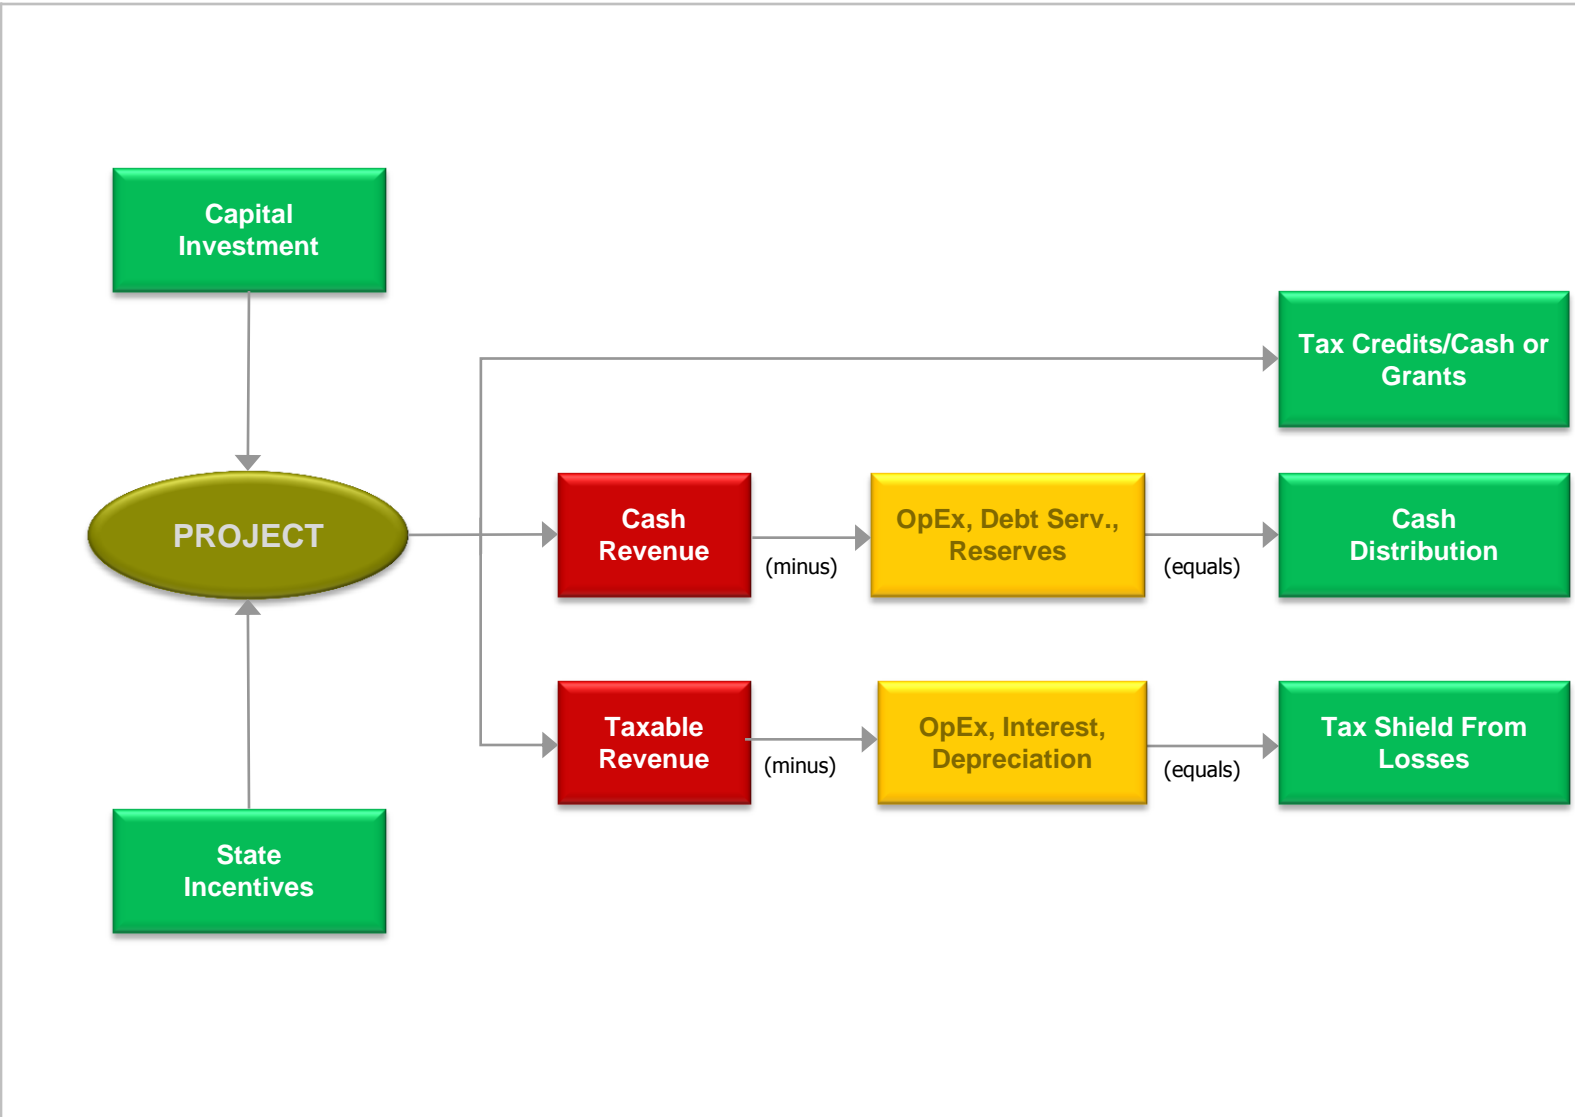 Capital
Investment
Tax Credits/Cash or
Grants
PROJECT
Cash
Revenue
(minus)
OpEx, Debt Serv.,
Reserves
(equals)
Cash
Distribution
Taxable
Revenue
(minus)
OpEx, Interest,
Depreciation
(equals)
Tax Shield From
Losses
State
Incentives